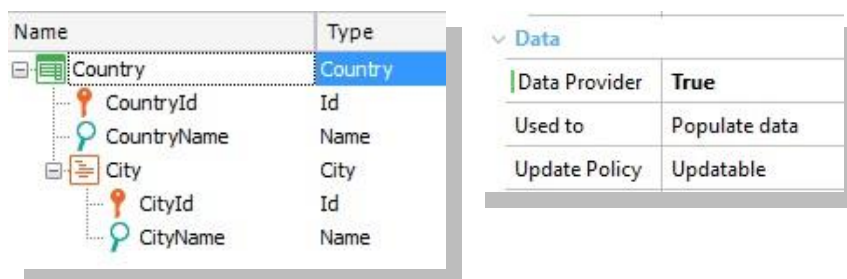 Name Type
Country Country
CountryId Id
CountryName Name
City City
CityId Id
CityName Name
Data
Data Provider True
Used to Populate data
Update Policy Updatable